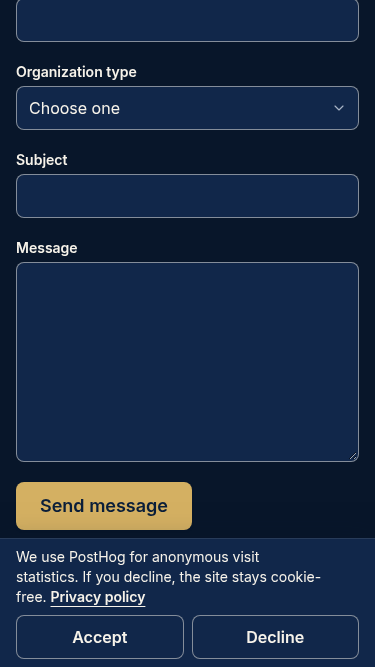 Organization type
Choose one
Subject
Message
Send message
We use PostHog for anonymous visit
statistics. If you decline, the site stays cookie-
free. Privacy policy
Accept
Decline